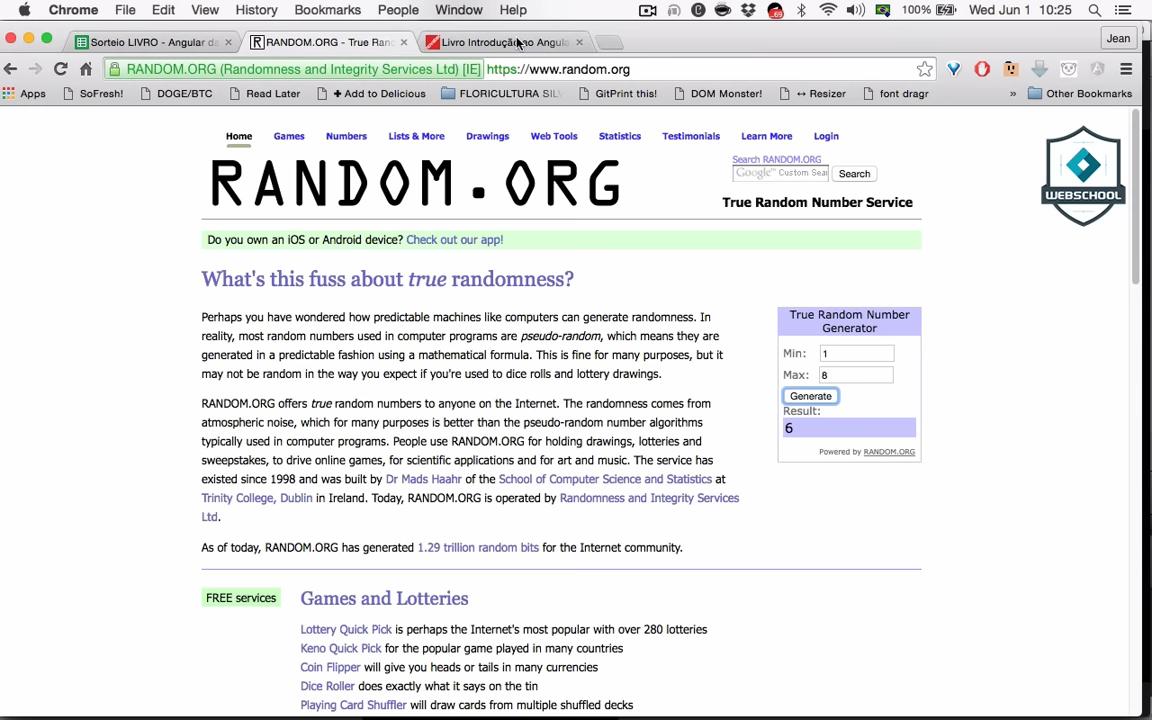 Chrome File Edit View History Bookmarks People Window Help 69 100% Wed Jun 1 10:25
Sorteio LIVRO - Angular da RANDOM.ORG - True Ran Livro Introdução ao Angula Jean
RANDOM.ORG (Randomness and Integrity Services Ltd) [IE] https://www.random.org
Apps SoFresh! DOGE/BTC Read Later + Add to Delicious FLORICULTURA SIL GitPrint this! DOM Monster! ↔ Resizer font dragr » Other Bookmarks
Home Games Numbers Lists & More Drawings Web Tools Statistics Testimonials Learn More Login
RANDOM.ORG
Search RANDOM.ORG
Google™ Custom Sear Search
True Random Number Service
WEBSCHOOL
Do you own an iOS or Android device? Check out our app!
What's this fuss about true randomness?
Perhaps you have wondered how predictable machines like computers can generate randomness. In
reality, most random numbers used in computer programs are pseudo-random, which means they are
generated in a predictable fashion using a mathematical formula. This is fine for many purposes, but it
may not be random in the way you expect if you're used to dice rolls and lottery drawings.
RANDOM.ORG offers true random numbers to anyone on the Internet. The randomness comes from
atmospheric noise, which for many purposes is better than the pseudo-random number algorithms
typically used in computer programs. People use RANDOM.ORG for holding drawings, lotteries and
sweepstakes, to drive online games, for scientific applications and for art and music. The service has
existed since 1998 and was built by Dr Mads Haahr of the School of Computer Science and Statistics at
Trinity College, Dublin in Ireland. Today, RANDOM.ORG is operated by Randomness and Integrity Services
Ltd.
As of today, RANDOM.ORG has generated 1.29 trillion random bits for the Internet community.
True Random Number
Generator
Min: 1
Max: 8
Generate
Result:
6
Powered by RANDOM.ORG
FREE services
Games and Lotteries
Lottery Quick Pick is perhaps the Internet's most popular with over 280 lotteries
Keno Quick Pick for the popular game played in many countries
Coin Flipper will give you heads or tails in many currencies
Dice Roller does exactly what it says on the tin
Playing Card Shuffler will draw cards from multiple shuffled decks